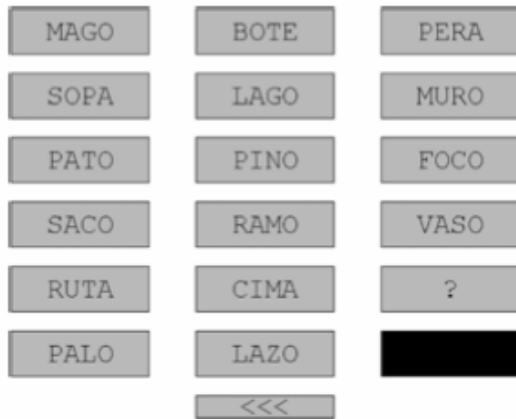 MAGO BOTE PERA
SOPA LAGO MURO
PATO PINO FOCO
SACO RAMO VASO
RUTA CIMA ?
PALO LAZO
<<<